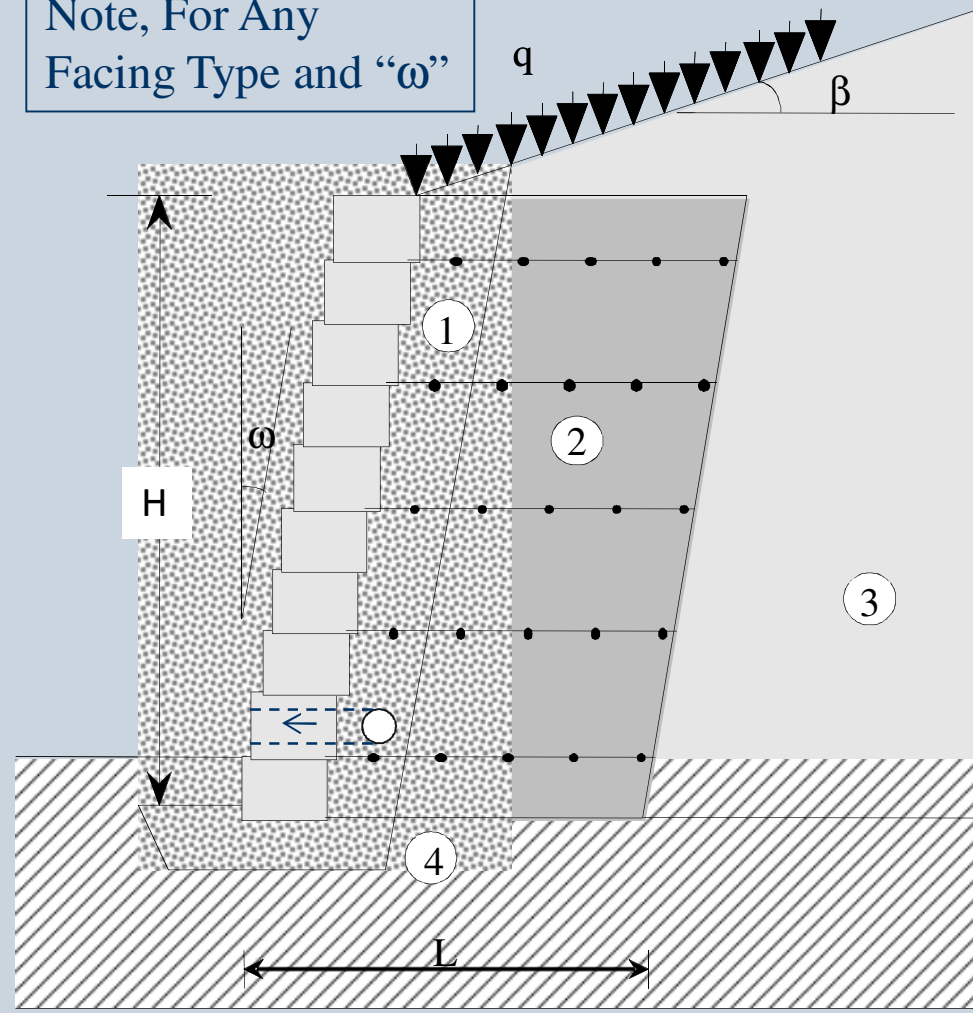 Note, For Any
Facing Type and “ω”
q
β
1
ω
2
H
3
4
L